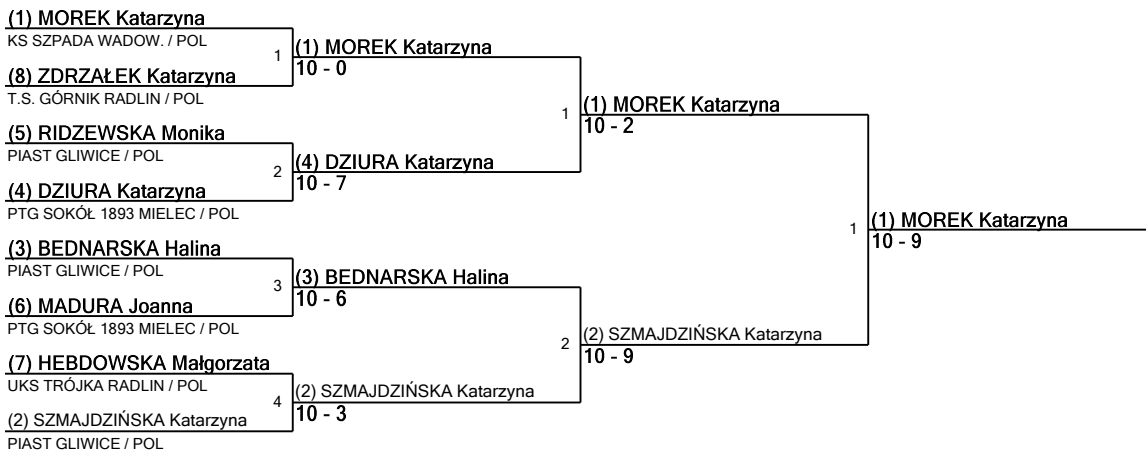 (1) MOREK Katarzyna
KS SZPADA WADOW. / POL
(8) ZDRZAŁEK Katarzyna
T.S. GÓRNIK RADLIN / POL
(5) RIDZEWSKA Monika
PIAST GLIWICE / POL
(4) DZIURA Katarzyna
PTG SOKÓŁ 1893 MIELEC / POL
(3) BEDNARSKA Halina
PIAST GLIWICE / POL
(6) MADURA Joanna
PTG SOKÓŁ 1893 MIELEC / POL
(7) HEBDOWSKA Małgorzata
UKS TRÓJKA RADLIN / POL
(2) SZMAJDZIŃSKA Katarzyna
PIAST GLIWICE / POL
1
(1) MOREK Katarzyna
10 - 0
2
(4) DZIURA Katarzyna
10 - 7
3
(3) BEDNARSKA Halina
10 - 6
4
(2) SZMAJDZIŃSKA Katarzyna
10 - 3
1
(1) MOREK Katarzyna
10 - 2
2
(2) SZMAJDZIŃSKA Katarzyna
10 - 9
1
(1) MOREK Katarzyna
10 - 9